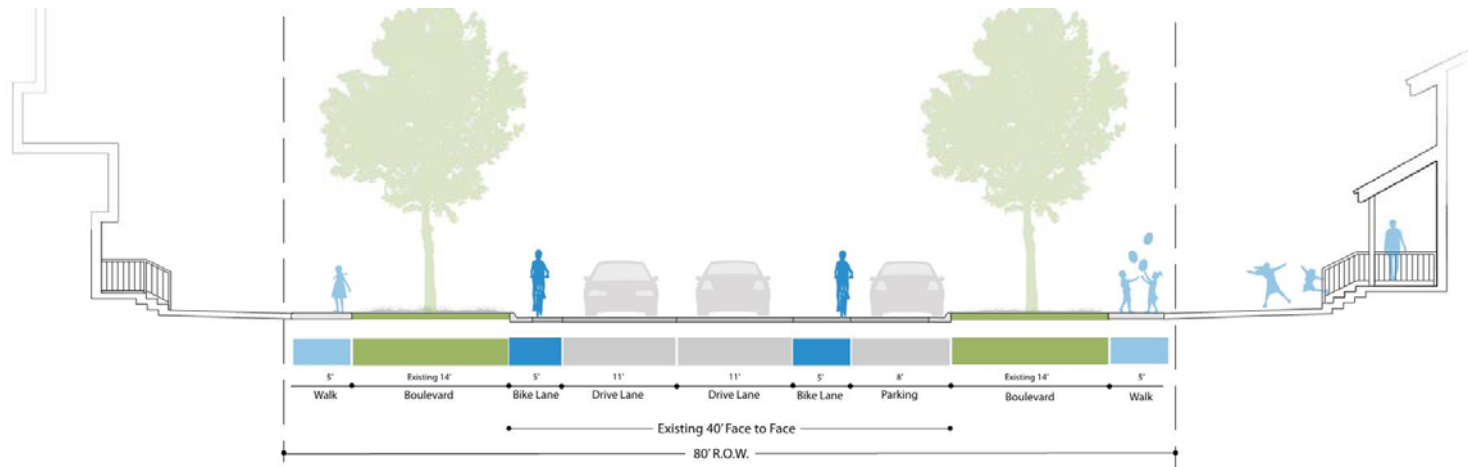 5' Existing 14' 5' 11' 11' 5' 8' Existing 14' 5'
Walk Boulevard Bike Lane Drive Lane Drive Lane Bike Lane Parking Boulevard Walk
Existing 40' Face to Face
80' R.O.W.